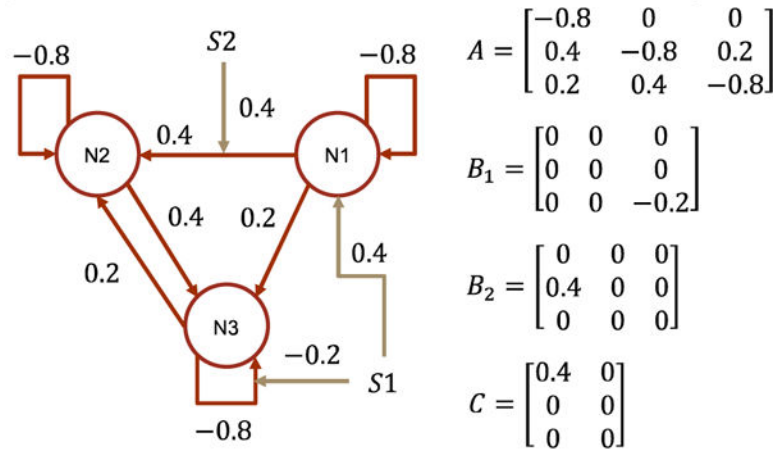 −0.8
S2
−0.8
0.4
0.4
N2
N1
0.4
0.2
0.2
0.4
N3
−0.2
S1
−0.8
A = [−0.8 0 0
0.4 −0.8 0.2
0.2 0.4 −0.8]
B₁ = [0 0 0
0 0 0
0 0 −0.2]
B₂ = [0 0 0
0.4 0 0
0 0 0]
C = [0.4 0
0 0
0 0]